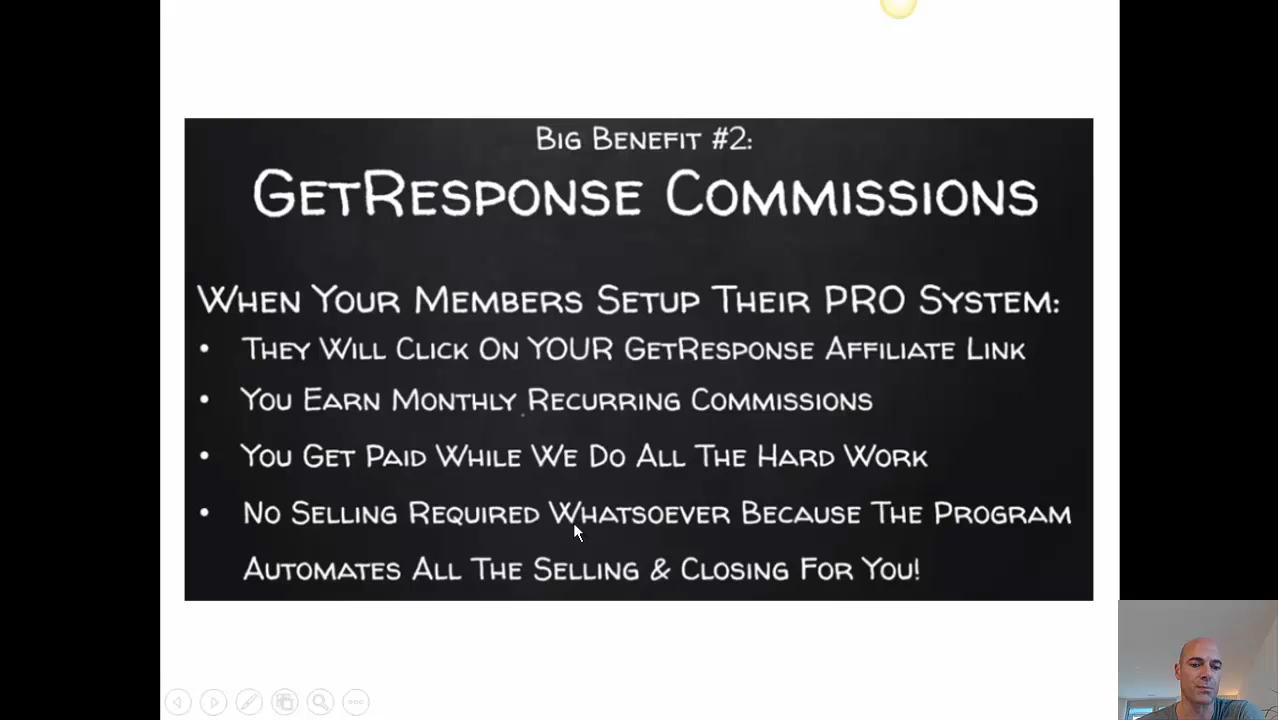 Big Benefit #2:
GetResponse Commissions
When Your Members Setup Their PRO System:
• They Will Click On YOUR GetResponse Affiliate Link
• You Earn Monthly Recurring Commissions
• You Get Paid While We Do All The Hard Work
• No Selling Required Whatsoever Because The Program
Automates All The Selling & Closing For You!